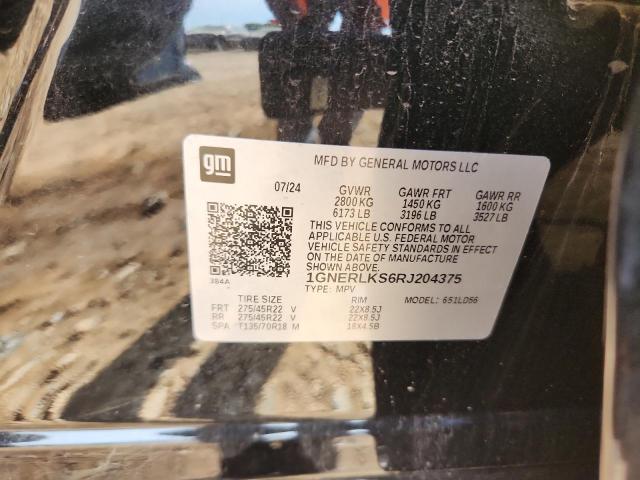 gm
MFD BY GENERAL MOTORS LLC
07/24 GVWR GAWR FRT GAWR RR
2800 KG 1450 KG 1600 KG
6173 LB 3196 LB 3527 LB
THIS VEHICLE CONFORMS TO ALL
APPLICABLE U.S. FEDERAL MOTOR
VEHICLE SAFETY STANDARDS IN EFFECT
ON THE DATE OF MANUFACTURE
SHOWN ABOVE.
384A
1GNERLKS6RJ204375
TYPE: MPV MODEL: 651LD56
TIRE SIZE RIM
FRT 275/45R22 V 22X8.5J
RR 275/45R22 V 22X8.5J
SPA T135/70R18 M 18X4.5B